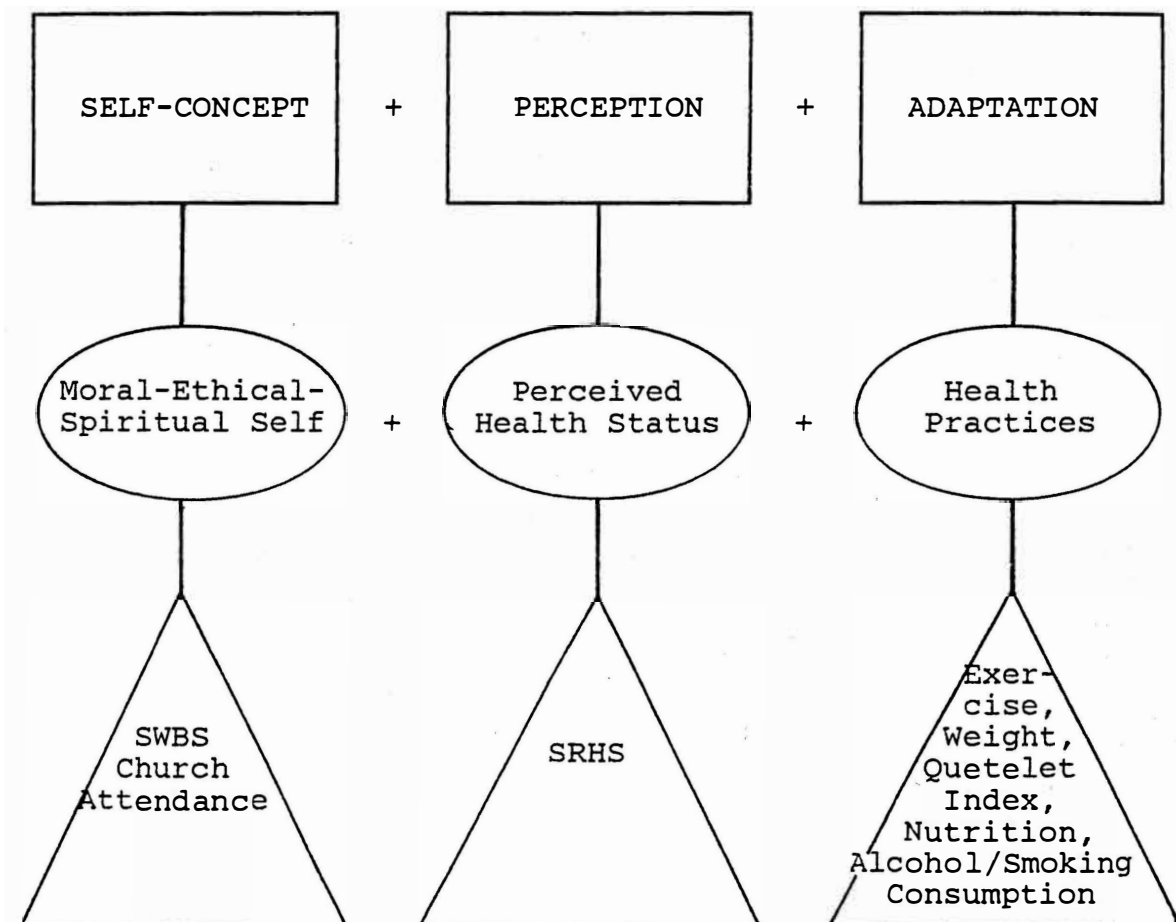 SELF-CONCEPT + PERCEPTION + ADAPTATION
Moral-Ethical-
Spiritual Self
+
Perceived
Health Status
+
Health
Practices
SWBS
Church
Attendance
SRHS
Exer-
cise,
Weight,
Quetelet
Index,
Nutrition,
Alcohol/Smoking
Consumption